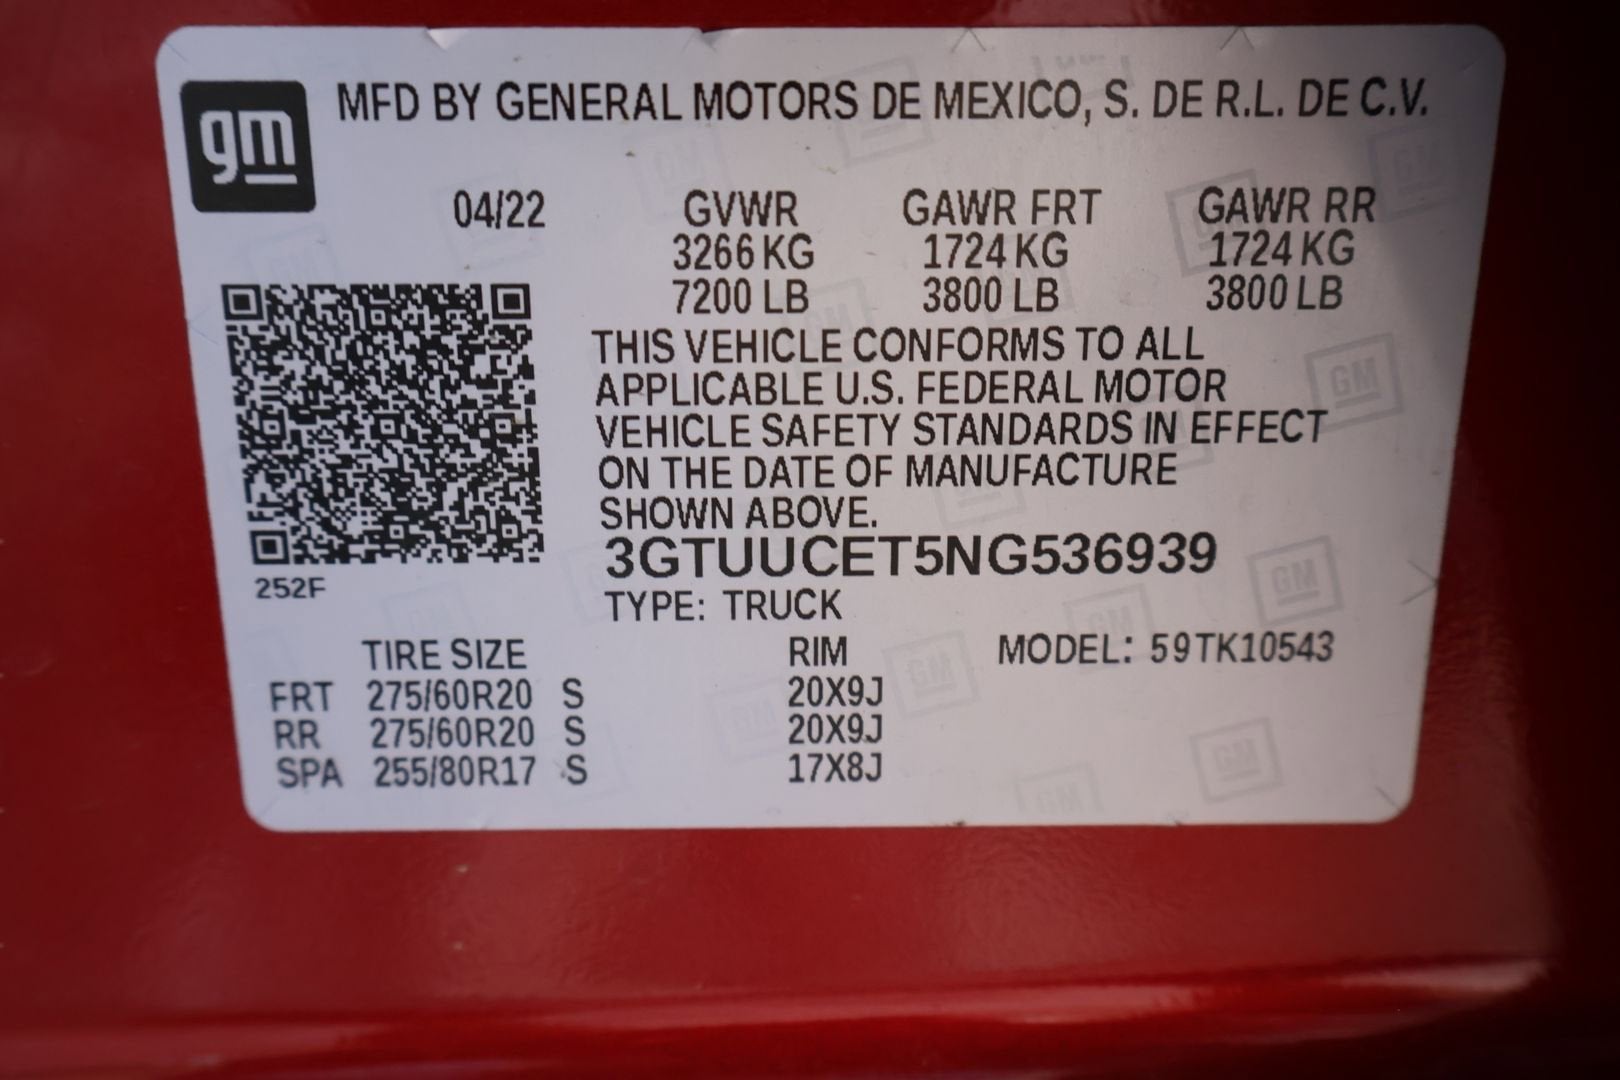 gm
MFD BY GENERAL MOTORS DE MEXICO, S. DE R.L. DE C.V.
04/22 GVWR GAWR FRT GAWR RR
3266 KG 1724 KG 1724 KG
7200 LB 3800 LB 3800 LB
THIS VEHICLE CONFORMS TO ALL
APPLICABLE U.S. FEDERAL MOTOR
VEHICLE SAFETY STANDARDS IN EFFECT
ON THE DATE OF MANUFACTURE
SHOWN ABOVE.
3GTUUCET5NG536939
252F
TYPE: TRUCK
TIRE SIZE RIM MODEL: 59TK10543
FRT 275/60R20 S 20X9J
RR 275/60R20 S 20X9J
SPA 255/80R17 S 17X8J